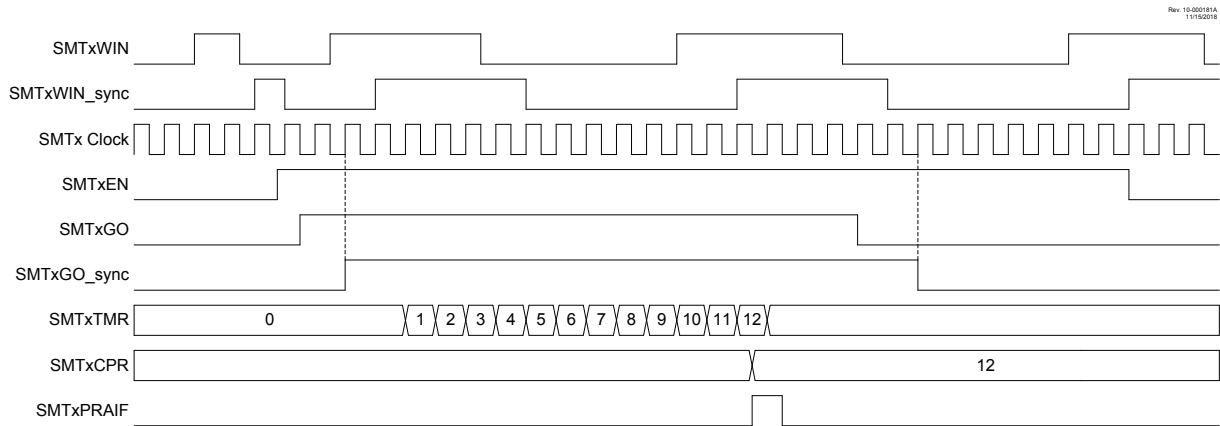 Rev. 10-000181A
11/15/2018
SMTxWIN
SMTxWIN_sync
SMTx Clock
SMTxEN
SMTxGO
SMTxGO_sync
SMTxTMR 0 1 2 3 4 5 6 7 8 9 10 11 12
SMTxCPR 12
SMTxPRAIF